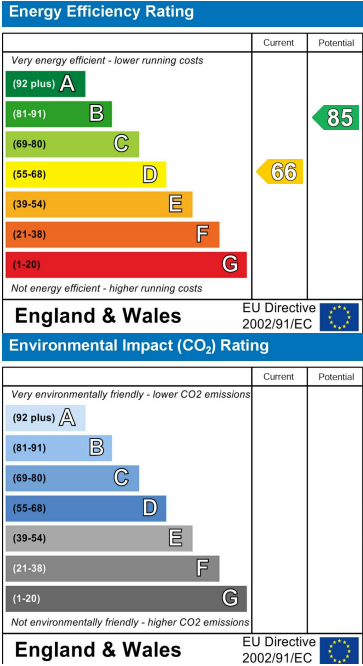 Energy Efficiency Rating
Current Potential
Very energy efficient - lower running costs
(92 plus) A
(81-91) B
85
(69-80) C
(55-68) D
66
(39-54) E
(21-38) F
(1-20) G
Not energy efficient - higher running costs
England & Wales
EU Directive
2002/91/EC
Environmental Impact (CO₂) Rating
Current Potential
Very environmentally friendly - lower CO2 emissions
(92 plus) A
(81-91) B
(69-80) C
(55-68) D
(39-54) E
(21-38) F
(1-20) G
Not environmentally friendly - higher CO2 emissions
England & Wales
EU Directive
2002/91/EC